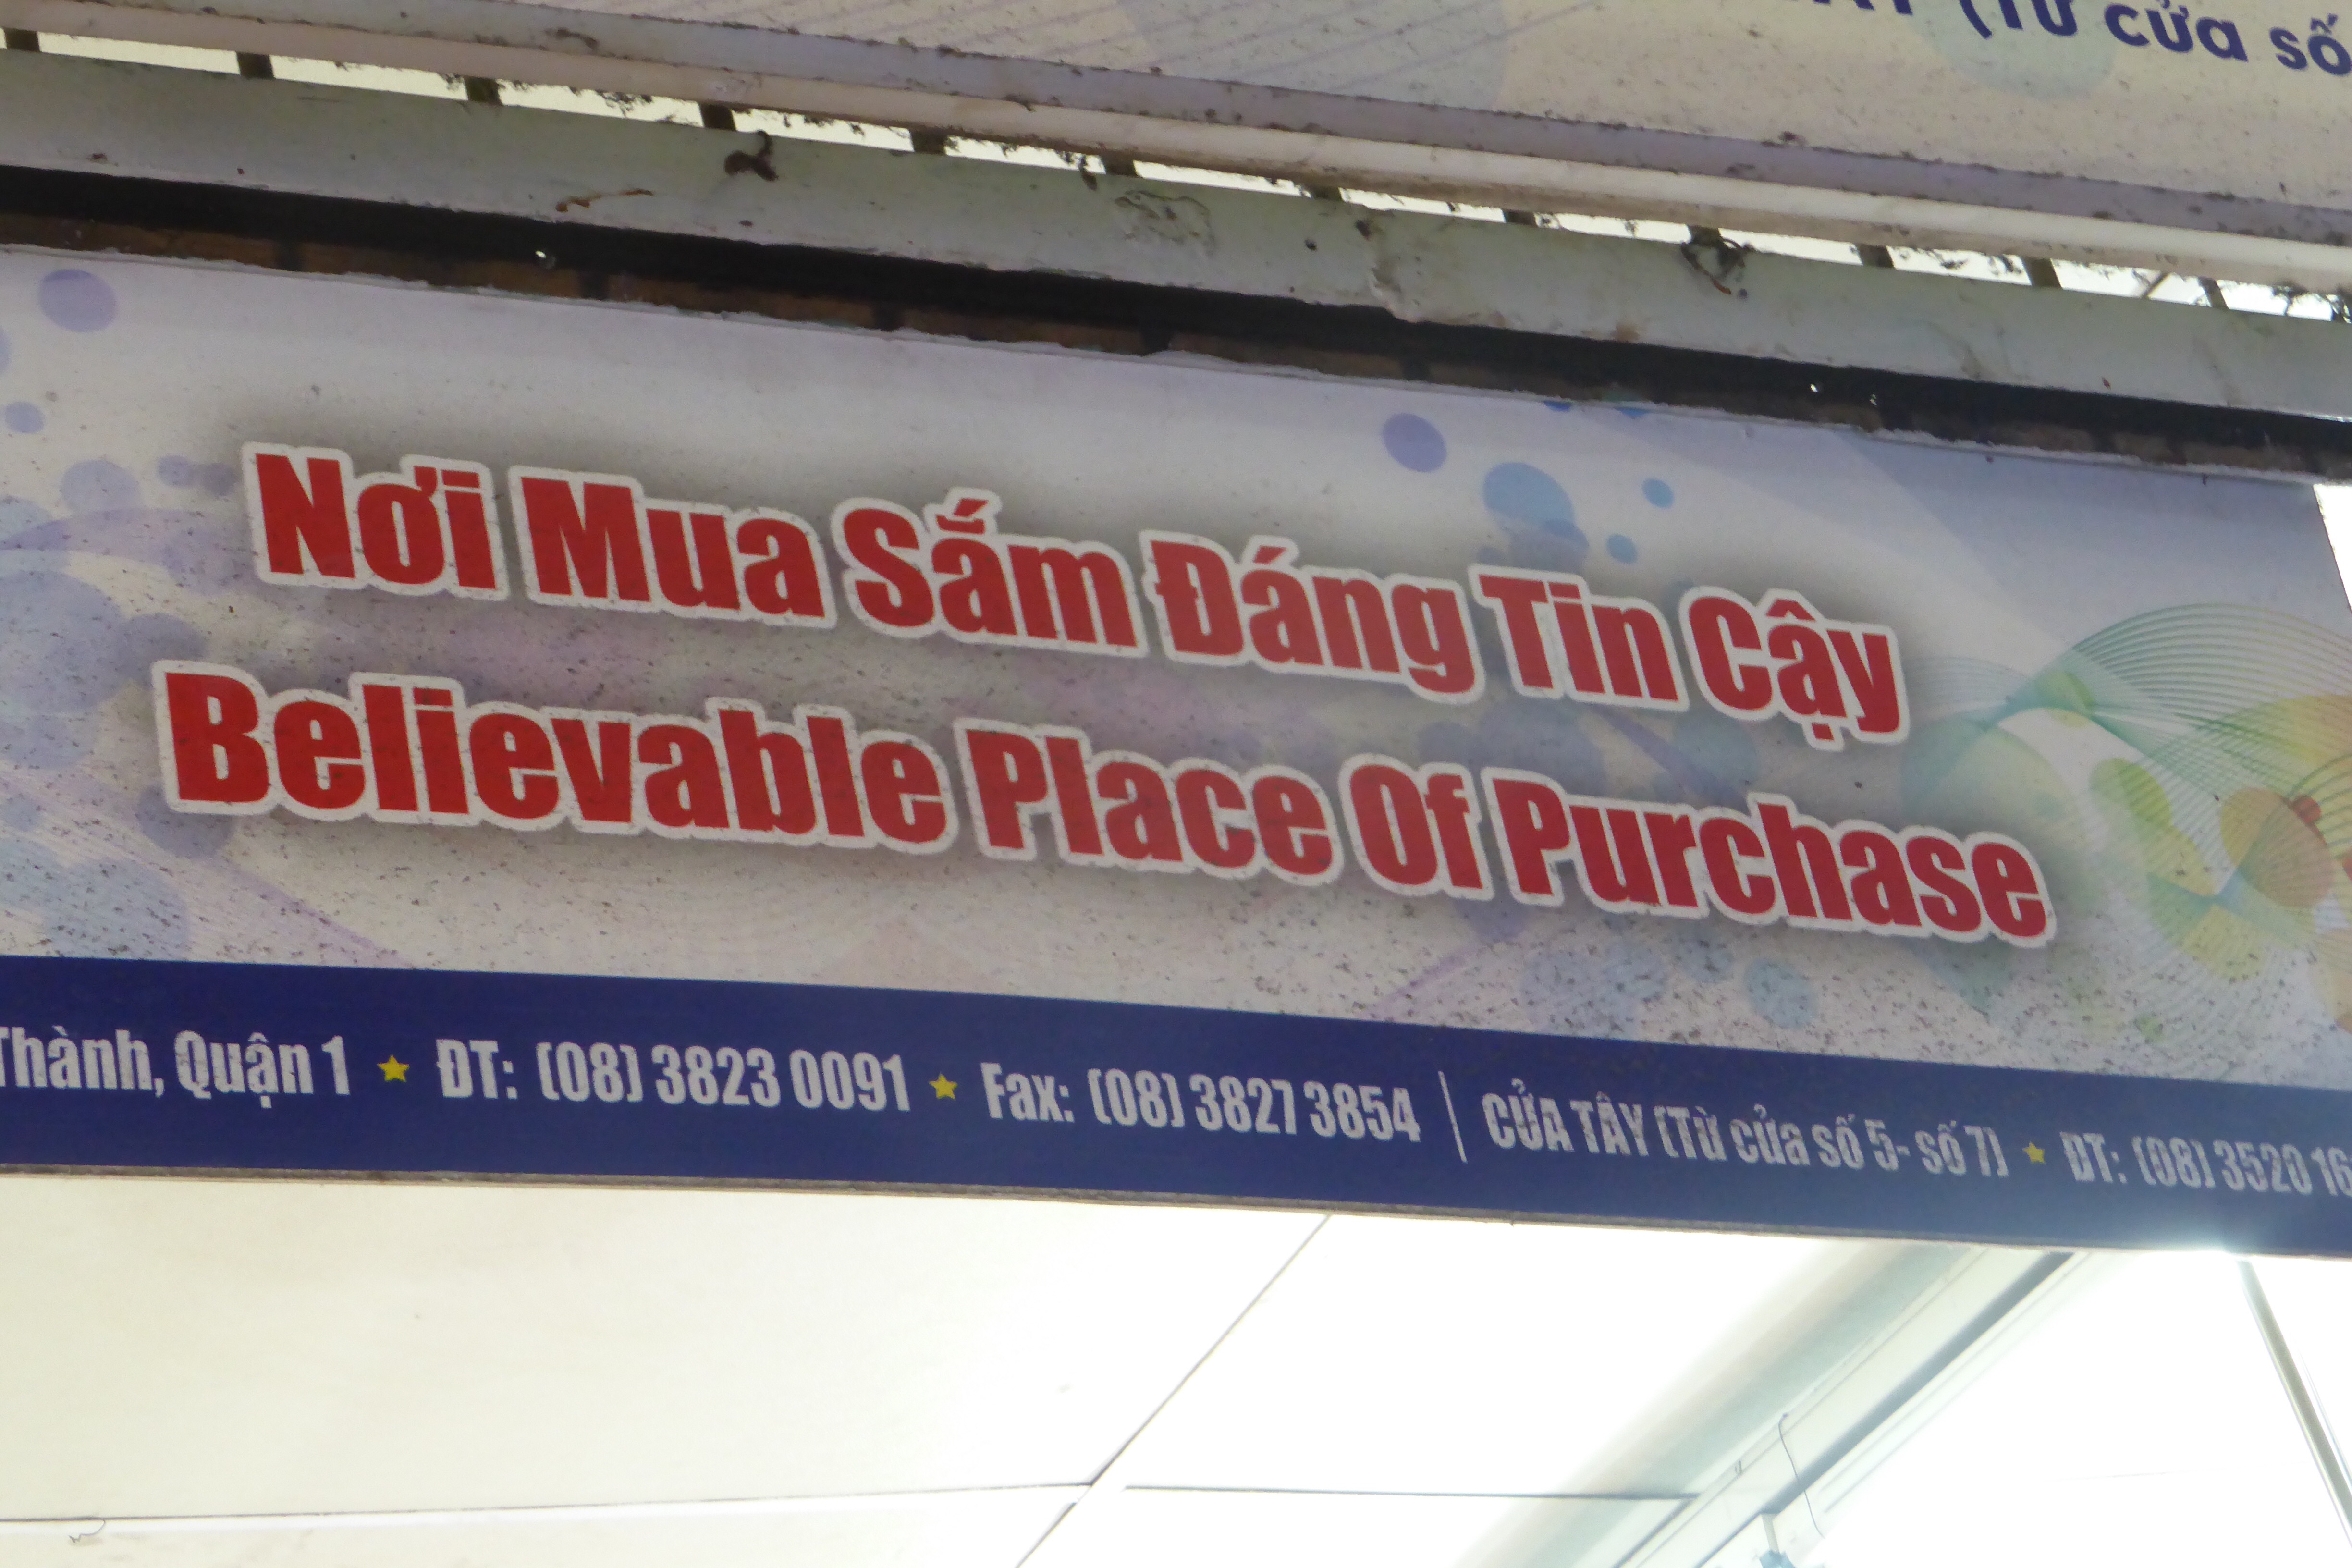 (Từ cửa số
Nơi Mua Sắm Đáng Tin Cậy
Believable Place Of Purchase
Thành, Quận 1 ★ ĐT: (08) 3823 0091 ★ Fax: (08) 3827 3854 | CỬA TÂY (Từ cửa số 5- số 7) ★ ĐT: (08) 3520 16